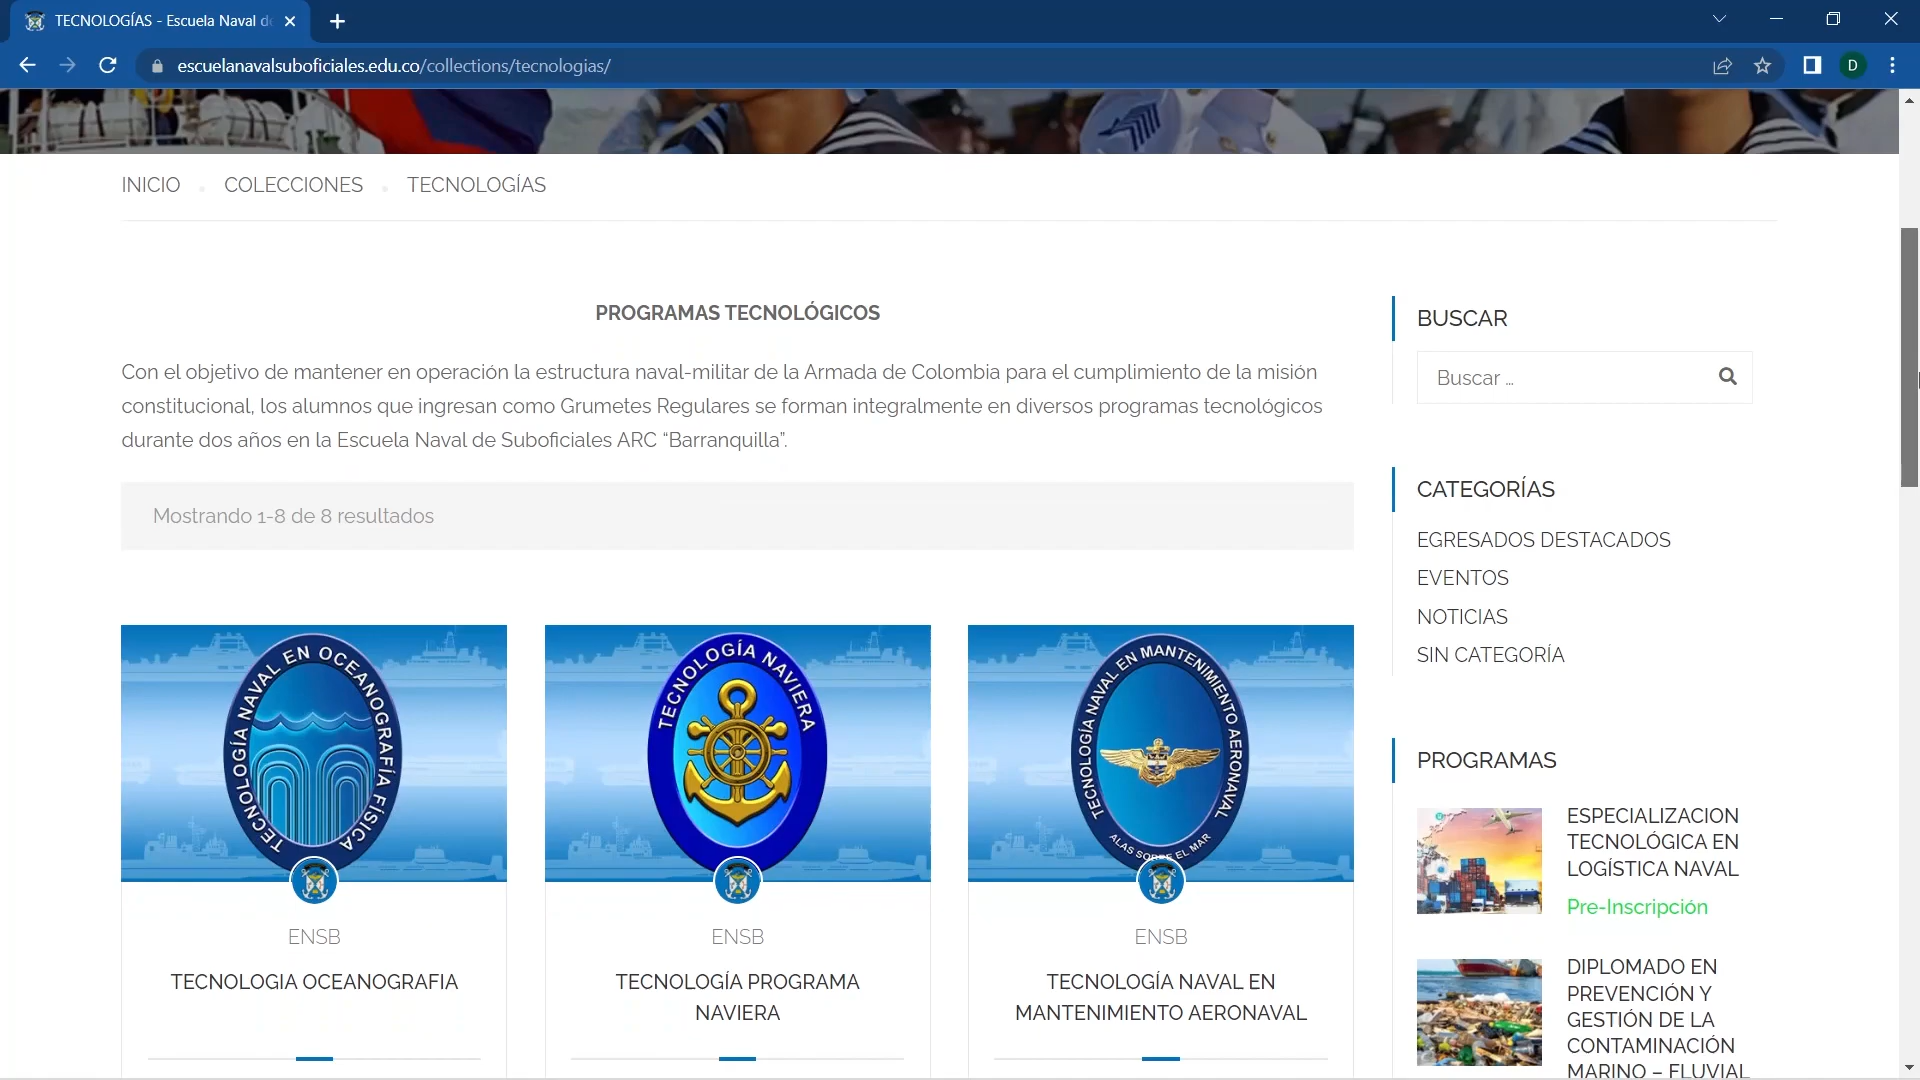 TECNOLOGÍAS - Escuela Naval de
escuelanavalsuboficiales.edu.co/collections/tecnologias/
D
INICIO
COLECCIONES
TECNOLOGÍAS
PROGRAMAS TECNOLÓGICOS
Con el objetivo de mantener en operación la estructura naval-militar de la Armada de Colombia para el cumplimiento de la misión
constitucional, los alumnos que ingresan como Grumetes Regulares se forman integralmente en diversos programas tecnológicos
durante dos años en la Escuela Naval de Suboficiales ARC “Barranquilla”.
Mostrando 1-8 de 8 resultados
TECNOLOGÍA NAVAL EN OCEANOGRAFÍA FÍSICA
ENSB
TECNOLOGIA OCEANOGRAFIA
TECNOLOGÍA NAVIERA
ENSB
TECNOLOGÍA PROGRAMA
NAVIERA
TECNOLOGÍA NAVAL EN MANTENIMIENTO AERONAVAL
ALAS SOBRE EL MAR
ENSB
TECNOLOGÍA NAVAL EN
MANTENIMIENTO AERONAVAL
BUSCAR
Buscar …
CATEGORÍAS
EGRESADOS DESTACADOS
EVENTOS
NOTICIAS
SIN CATEGORÍA
PROGRAMAS
ESPECIALIZACION
TECNOLÓGICA EN
LOGÍSTICA NAVAL
Pre-Inscripción
DIPLOMADO EN
PREVENCIÓN Y
GESTIÓN DE LA
CONTAMINACIÓN
MARINO – FLUVIAL